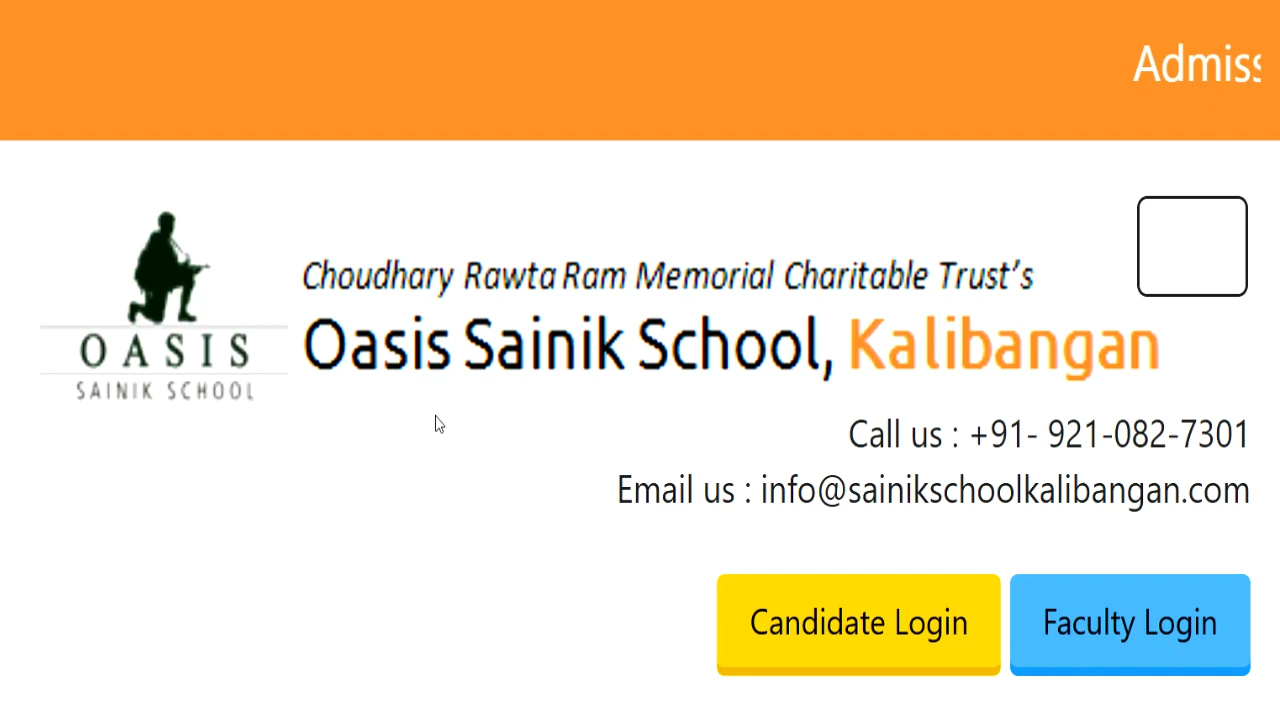 Admiss
Choudhary Rawta Ram Memorial Charitable Trust's
Oasis Sainik School, Kalibangan
OASIS
SAINIK SCHOOL
Call us : +91- 921-082-7301
Email us : info@sainikschoolkalibangan.com
Candidate Login
Faculty Login